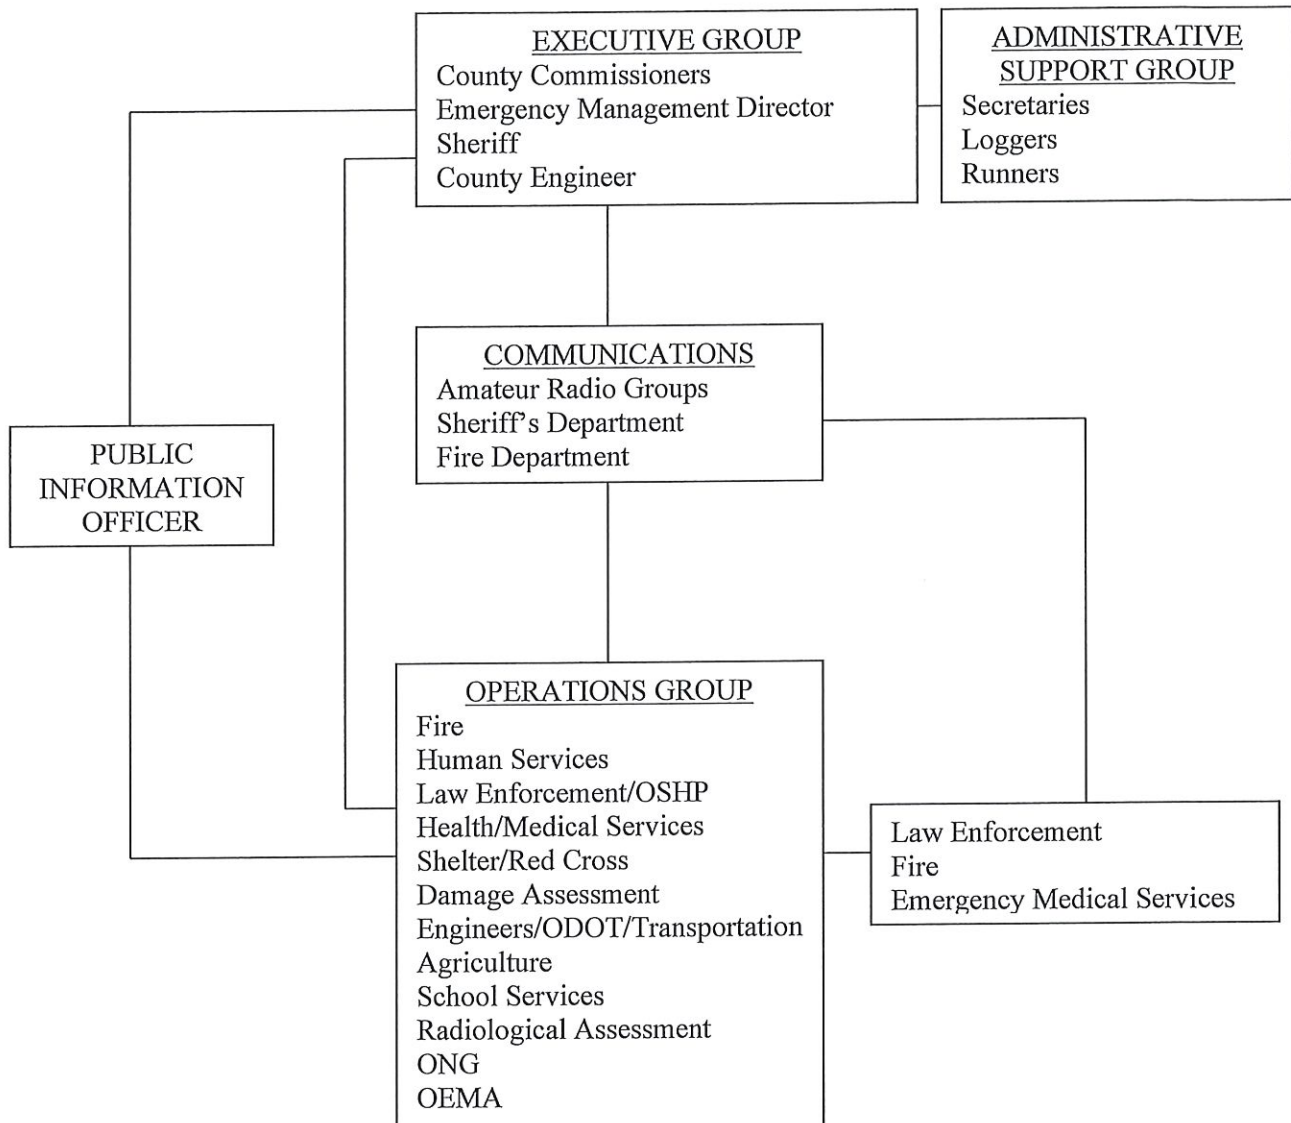 EXECUTIVE GROUP
County Commissioners
Emergency Management Director
Sheriff
County Engineer
ADMINISTRATIVE
SUPPORT GROUP
Secretaries
Loggers
Runners
COMMUNICATIONS
Amateur Radio Groups
Sheriff’s Department
Fire Department
PUBLIC
INFORMATION
OFFICER
OPERATIONS GROUP
Fire
Human Services
Law Enforcement/OSHP
Health/Medical Services
Shelter/Red Cross
Damage Assessment
Engineers/ODOT/Transportation
Agriculture
School Services
Radiological Assessment
ONG
OEMA
Law Enforcement
Fire
Emergency Medical Services